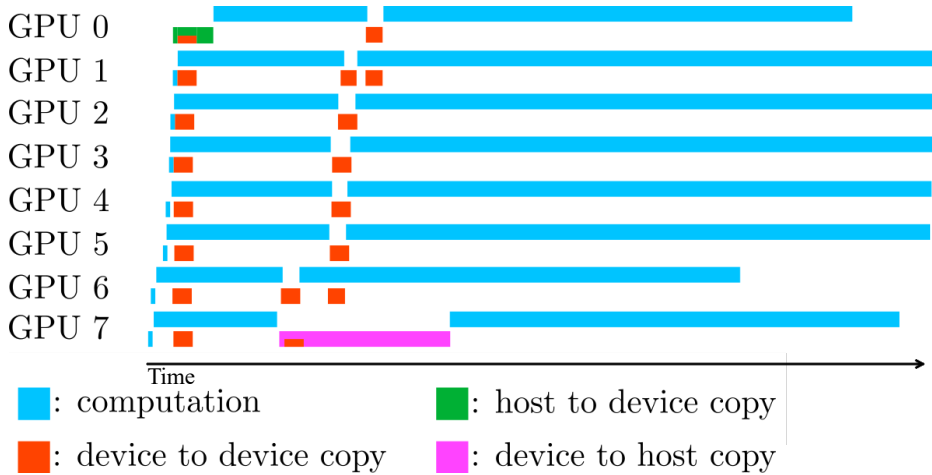 GPU 0
GPU 1
GPU 2
GPU 3
GPU 4
GPU 5
GPU 6
GPU 7
Time
: computation
: host to device copy
: device to device copy
: device to host copy